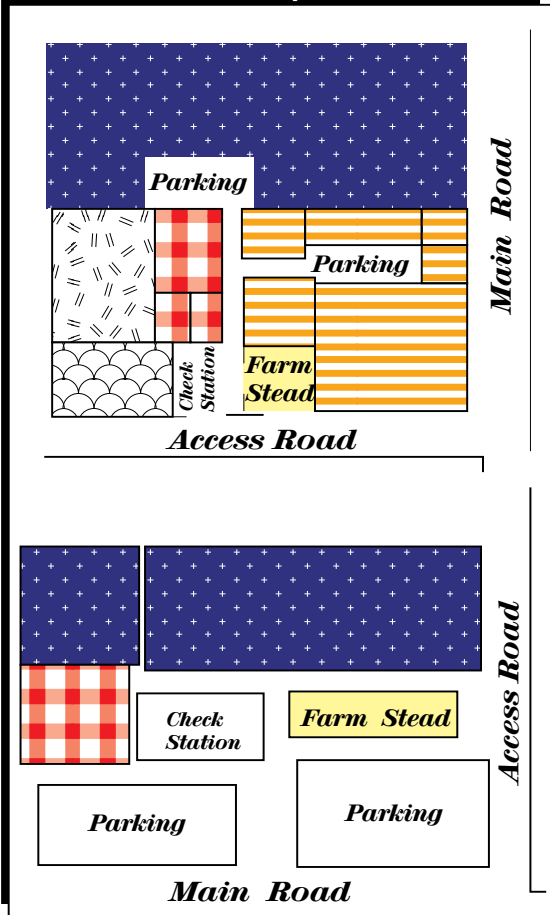 Parking
Main Road
Parking
Farm
Stead
Check
Station
Access Road
Access Road
Check
Station
Farm Stead
Parking
Parking
Main Road